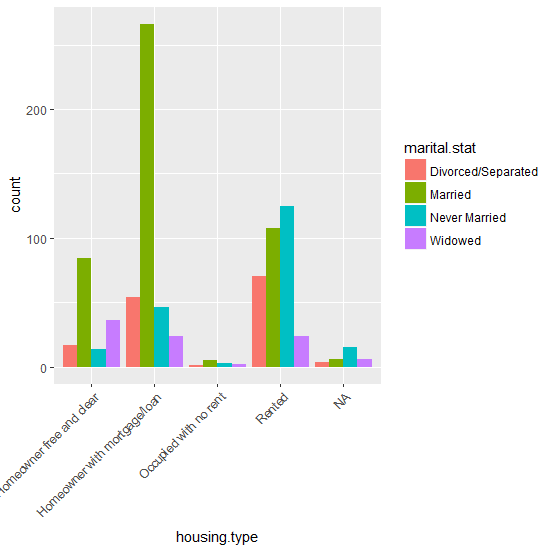 count
200
100
0
Homeowner free and clear
Homeowner with mortgage/loan
Occupied with no rent
Rented
NA
housing.type
marital.stat
Divorced/Separated
Married
Never Married
Widowed